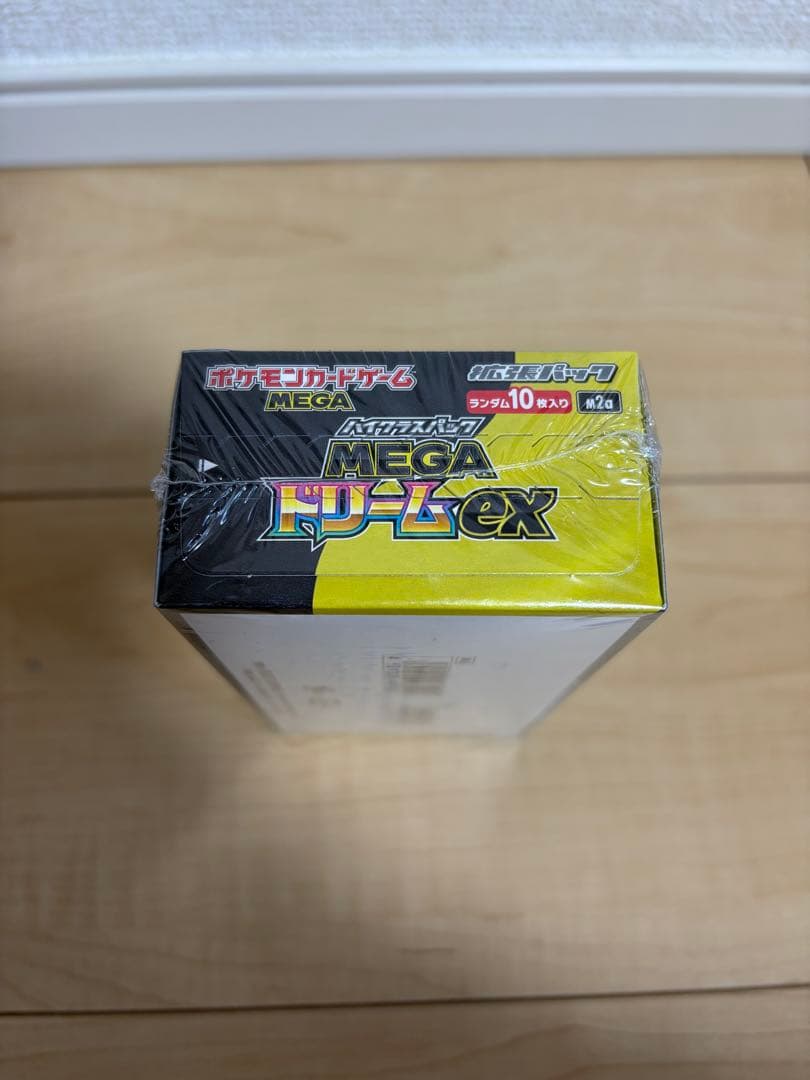 ポケモンカードゲーム
MEGA
拡張パック
ランダム10枚入り
M2a
ハイクラスパック
MEGA
ドリームex